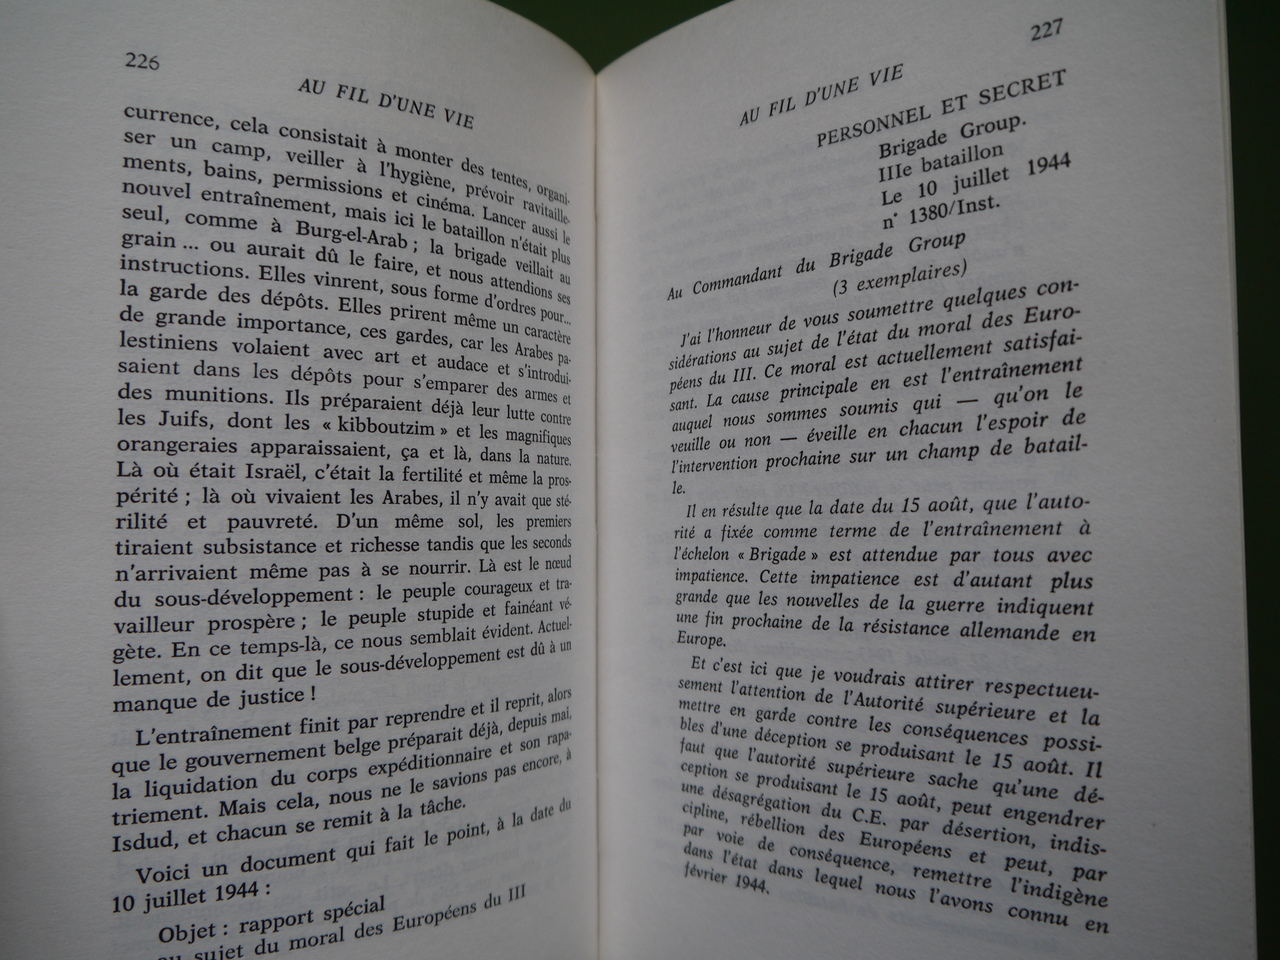 226
AU FIL D'UNE VIE
currence, cela consistait à monter des tentes, organi-
ser un camp, veiller à l'hygiène, prévoir ravitaille-
ments, bains, permissions et cinéma. Lancer aussi le
nouvel entraînement, mais ici le bataillon n'était plus
seul, comme à Burg-el-Arab ; la brigade veillait au
grain ... ou aurait dû le faire, et nous attendions ses
instructions. Elles vinrent, sous forme d'ordres pour...
la garde des dépôts. Elles prirent même un caractère
de grande importance, ces gardes, car les Arabes pa-
lestiniens volaient avec art et audace et s'introdui-
saient dans les dépôts pour s'emparer des armes et
des munitions. Ils préparaient déjà leur lutte contre
les Juifs, dont les « kibboutzim » et les magnifiques
orangeraies apparaissaient, ça et là, dans la nature.
Là où était Israël, c'était la fertilité et même la pros-
périté ; là où vivaient les Arabes, il n'y avait que sté-
rilité et pauvreté. D'un même sol, les premiers
tiraient subsistance et richesse tandis que les seconds
n'arrivaient même pas à se nourrir. Là est le nœud
du sous-développement : le peuple courageux et tra-
vailleur prospère ; le peuple stupide et fainéant vé-
gète. En ce temps-là, ce nous semblait évident. Actuel-
lement, on dit que le sous-développement est dû à un
manque de justice !
L'entraînement finit par reprendre et il reprit, alors
que le gouvernement belge préparait déjà, depuis mai,
la liquidation du corps expéditionnaire et son rapa-
triement. Mais cela, nous ne le savions pas encore, à
Isdud, et chacun se remit à la tâche.
Voici un document qui fait le point, à la date du
10 juillet 1944 :
Objet : rapport spécial
au sujet du moral des Européens du III
227
AU FIL D'UNE VIE
PERSONNEL ET SECRET
Brigade Group.
IIIe bataillon
Le 10 juillet 1944
n° 1380/Inst.
Au Commandant du Brigade Group
(3 exemplaires)
J'ai l'honneur de vous soumettre quelques con-
sidérations au sujet de l'état du moral des Euro-
péens du III. Ce moral est actuellement satisfai-
sant. La cause principale en est l'entraînement
auquel nous sommes soumis qui — qu'on le
veuille ou non — éveille en chacun l'espoir de
l'intervention prochaine sur un champ de batail-
le.
Il en résulte que la date du 15 août, que l'auto-
rité a fixée comme terme de l'entraînement à
l'échelon « Brigade » est attendue par tous avec
impatience. Cette impatience est d'autant plus
grande que les nouvelles de la guerre indiquent
une fin prochaine de la résistance allemande en
Europe.
Et c'est ici que je voudrais attirer respectueu-
sement l'attention de l'Autorité supérieure et la
mettre en garde contre les conséquences possi-
bles d'une déception se produisant le 15 août. Il
faut que l'autorité supérieure sache qu'une dé-
ception se produisant le 15 août, peut engendrer
une désagrégation du C.E. par désertion, indis-
cipline, rébellion des Européens et peut, par
par voie de conséquence, remettre l'indigène
dans l'état dans lequel nous l'avons connu en
février 1944.